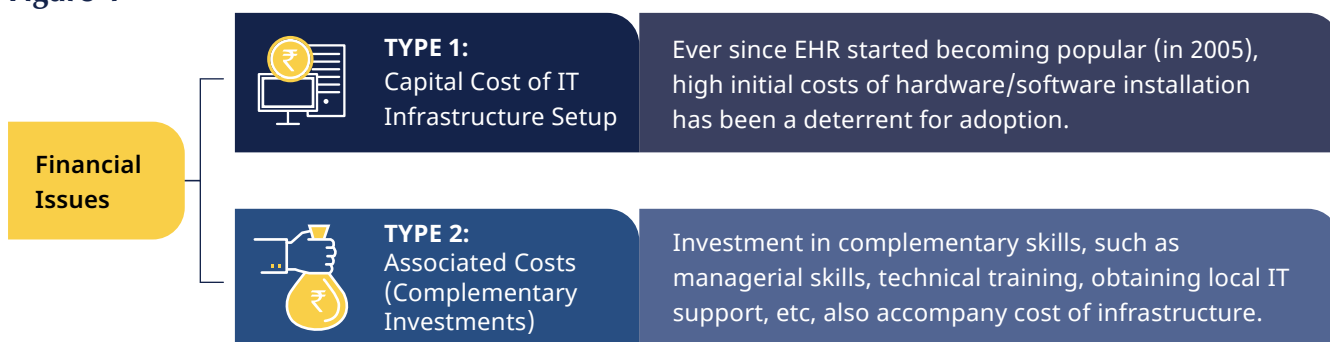 Financial
Issues
TYPE 1:
Capital Cost of IT
Infrastructure Setup
Ever since EHR started becoming popular (in 2005),
high initial costs of hardware/software installation
has been a deterrent for adoption.
TYPE 2:
Associated Costs
(Complementary
Investments)
Investment in complementary skills, such as
managerial skills, technical training, obtaining local IT
support, etc, also accompany cost of infrastructure.
₹
₹